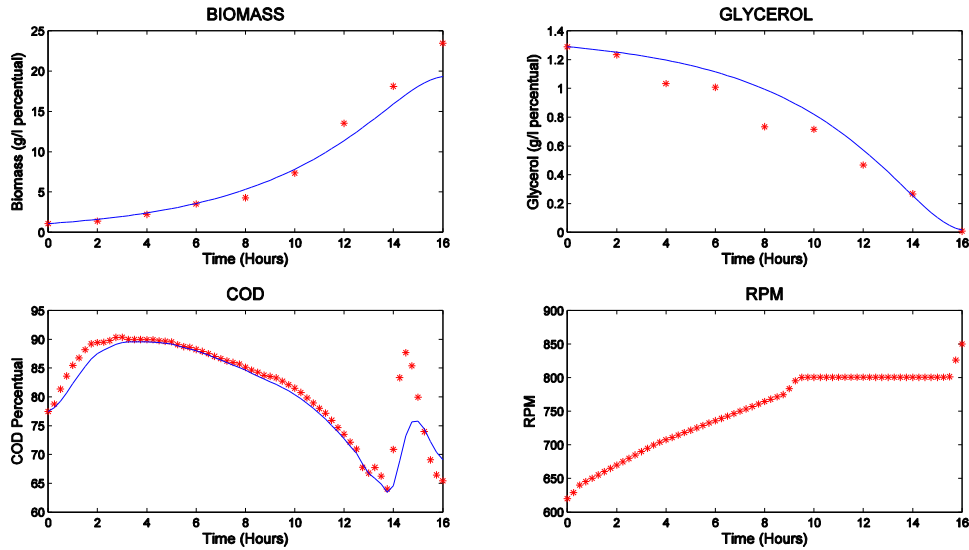 BIOMASS
25
20
15
10
5
0
Biomass (g/l percentual)
0 2 4 6 8 10 12 14 16
Time (Hours)
GLYCEROL
1.4
1.2
1
0.8
0.6
0.4
0.2
0
Glycerol (g/l percentual)
0 2 4 6 8 10 12 14 16
Time (Hours)
COD
95
90
85
80
75
70
65
60
COD Percentual
0 2 4 6 8 10 12 14 16
Time (Hours)
RPM
900
850
800
750
700
650
600
RPM
0 2 4 6 8 10 12 14 16
Time (Hours)